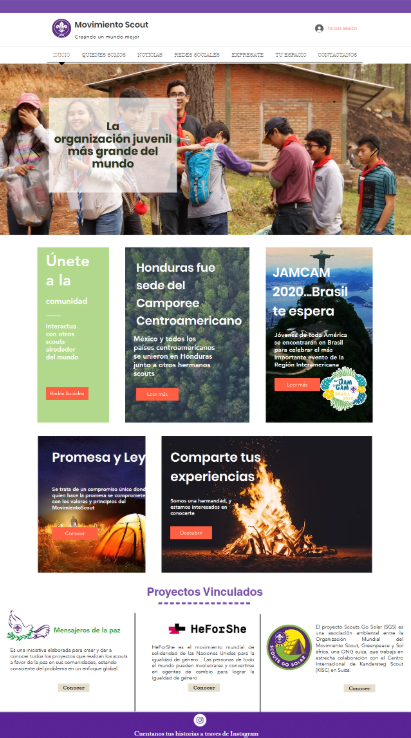 Movimiento Scout
Creando un mundo mejor
Iniciar sesión
INICIO QUIENES SOMOS NOTICIAS REDES SOCIALES EXPRESATE TU ESPACIO CONTACTANOS
La
organización juvenil
más grande del
mundo
Únete
a la
comunidad
Interactua
con otros
scouts
alrededor
del mundo
Redes Sociales
Honduras fue
sede del
Camporee
Centroamericano
México y todos los
países centroamericanos
se unieron en Honduras
junto a otros hermanos
scouts
Leer más
JAMCAM
2020...Brasil
te espera
Jóvenes de toda América
se encontrarán en Brasil
para celebrar el más
importante evento de la
Región Interamericana
Leer más
JAM
CAM
Promesa y Ley
Se trata de un compromiso único dond
quien hace la promesa se compromete
con los valores y principios del
MovimientoScout
Conocer
Comparte tus
experiencias
Somos una hermandad, y
estamos interesados en
conocerte
Descubrir
Proyectos Vinculados
Mensajeros de la paz
Es una iniciativa elaborada para crear y dar a
conocer todos los proyectos que realizan los scouts
a favor de la paz en sus comunidades, estando
consciente del problema en un enfoque global.
Conocer
HeForShe
HeForShe es el movimiento mundial de
solidaridad de las Naciones Unidas para la
igualdad de género. . Las personas de todo
el mundo pueden involucrarse y convertirse
en agentes de cambio para lograr la
igualdad de género
Conocer
SCOUTS GO SOLAR
El proyecto Scouts Go Solar (SGS) es
una asociación ambiental entre la
Organización Mundial del
Movimiento Scout, Greenpeace y Sol
áfrica, una ONG suiza, que trabaja en
estrecha colaboración con el Centro
Internacional de Kandersteg Scout
(KISC) en Suiza.
Conocer
Cuentanos tus historias a traves de Instagram